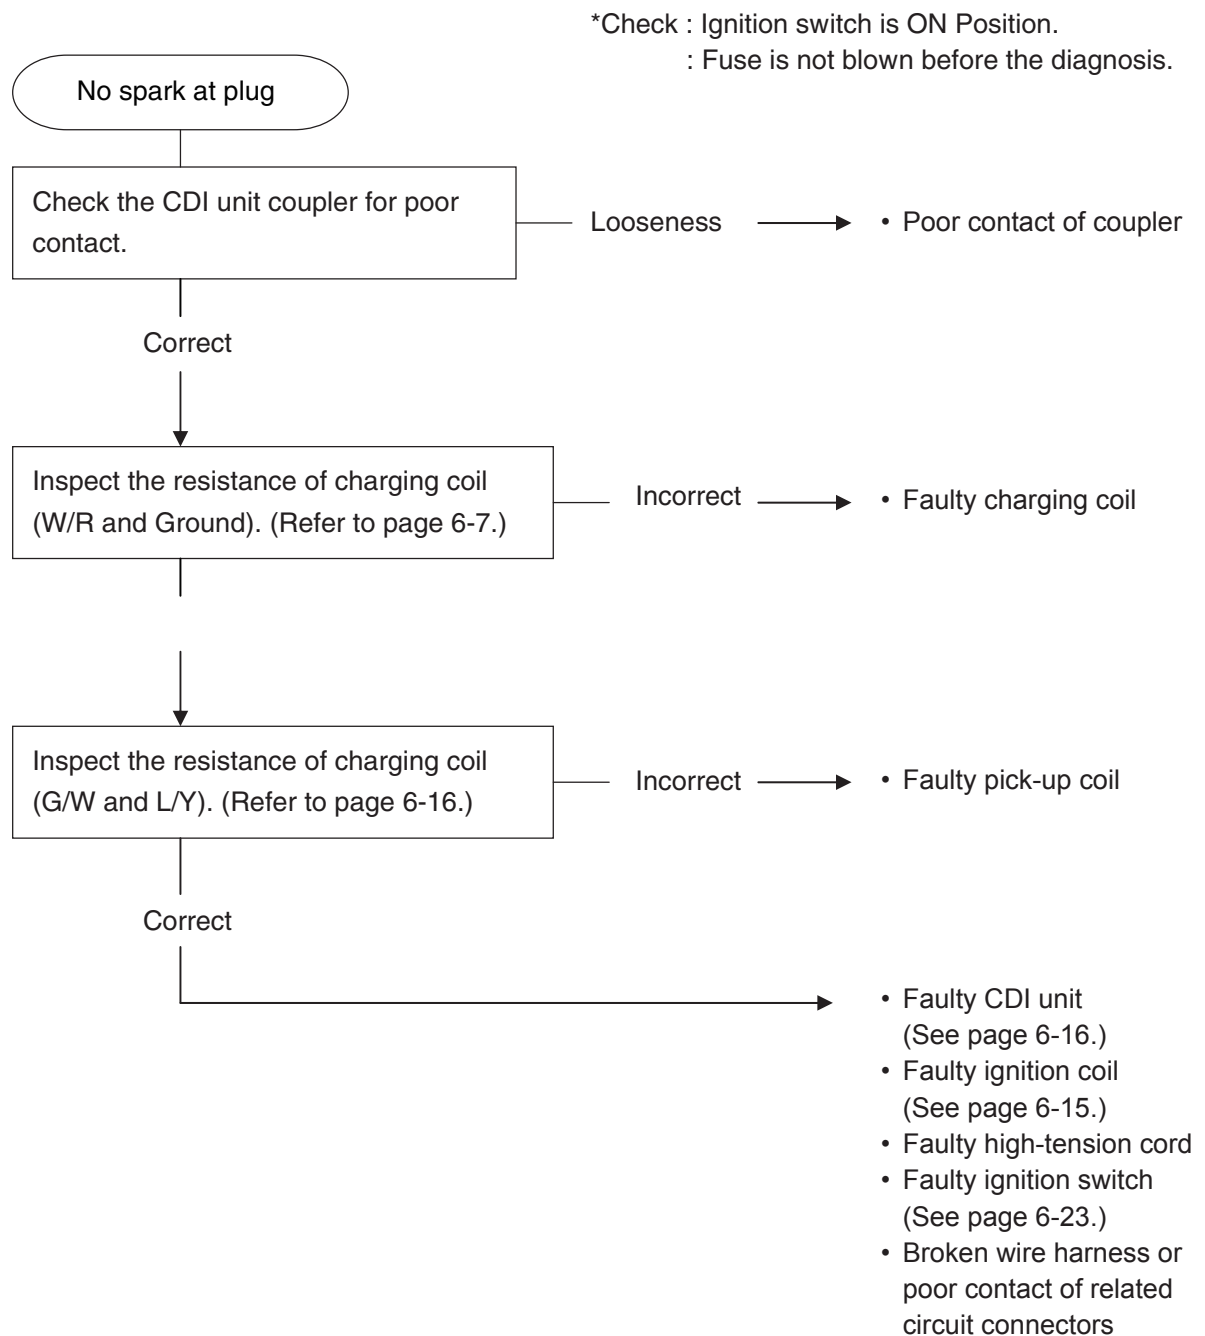 *Check : Ignition switch is ON Position.
: Fuse is not blown before the diagnosis.
No spark at plug
Check the CDI unit coupler for poor
contact.
Looseness
• Poor contact of coupler
Correct
Inspect the resistance of charging coil
(W/R and Ground). (Refer to page 6-7.)
Incorrect
• Faulty charging coil
Inspect the resistance of charging coil
(G/W and L/Y). (Refer to page 6-16.)
Incorrect
• Faulty pick-up coil
Correct
• Faulty CDI unit
(See page 6-16.)
• Faulty ignition coil
(See page 6-15.)
• Faulty high-tension cord
• Faulty ignition switch
(See page 6-23.)
• Broken wire harness or
poor contact of related
circuit connectors